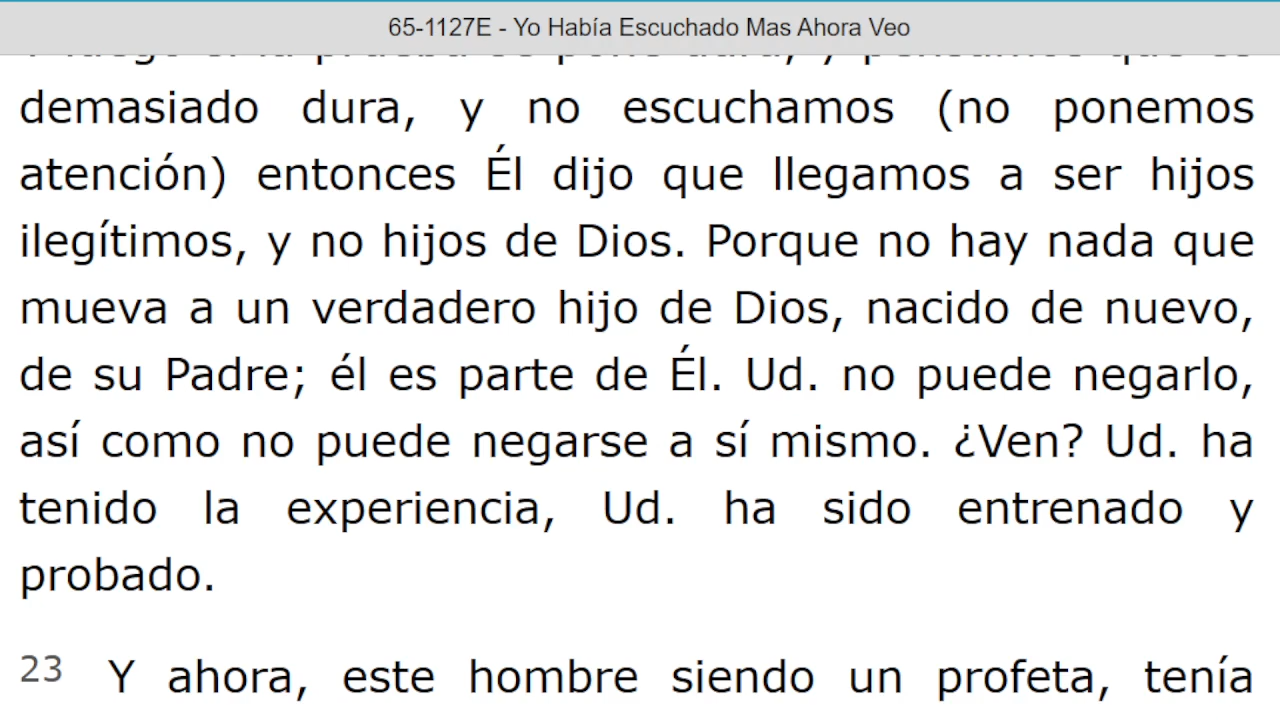 65-1127E - Yo Había Escuchado Mas Ahora Veo
demasiado dura, y no escuchamos (no ponemos
atención) entonces Él dijo que llegamos a ser hijos
ilegítimos, y no hijos de Dios. Porque no hay nada que
mueva a un verdadero hijo de Dios, nacido de nuevo,
de su Padre; él es parte de Él. Ud. no puede negarlo,
así como no puede negarse a sí mismo. ¿Ven? Ud. ha
tenido la experiencia, Ud. ha sido entrenado y
probado.
23 Y ahora, este hombre siendo un profeta, tenía